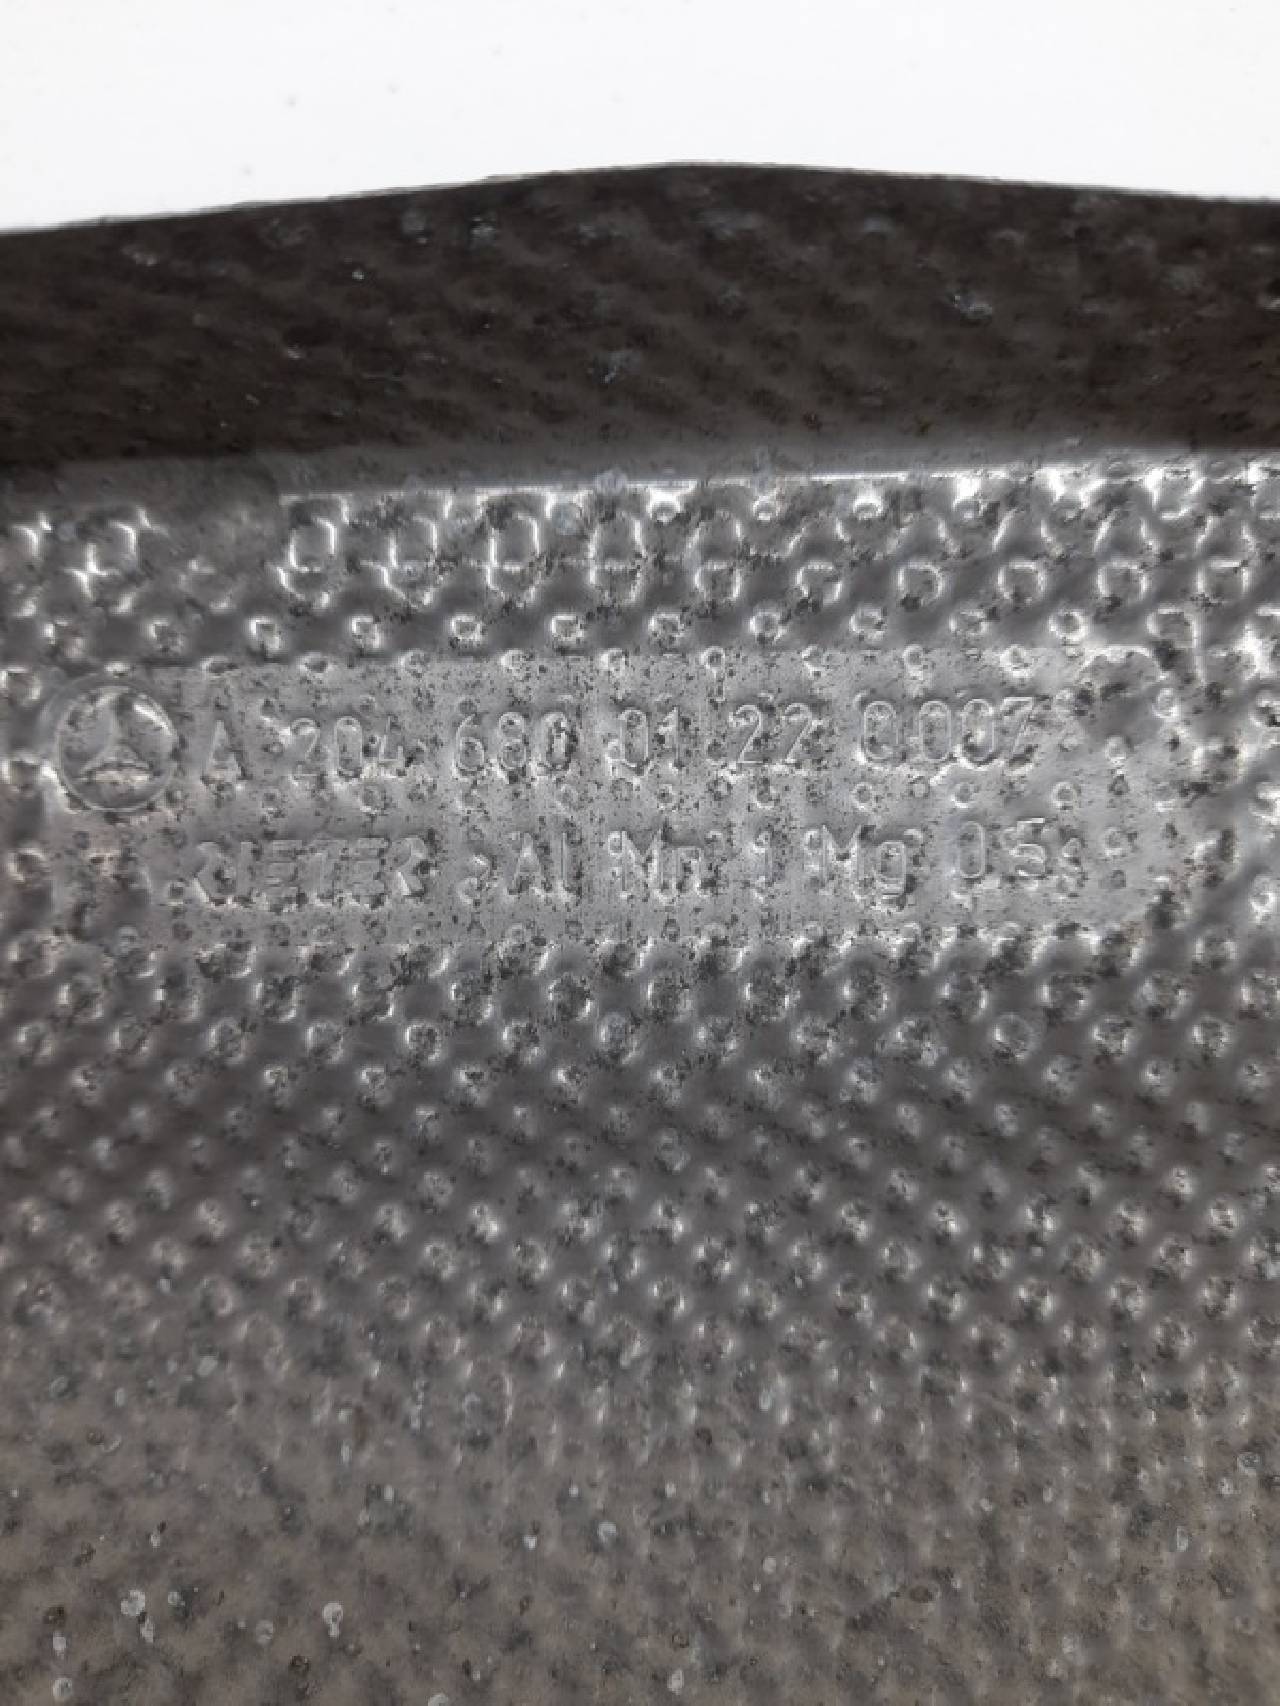 A 204 680 01 22 0007
RIETER >Al Mn 1 Mg 0.5<